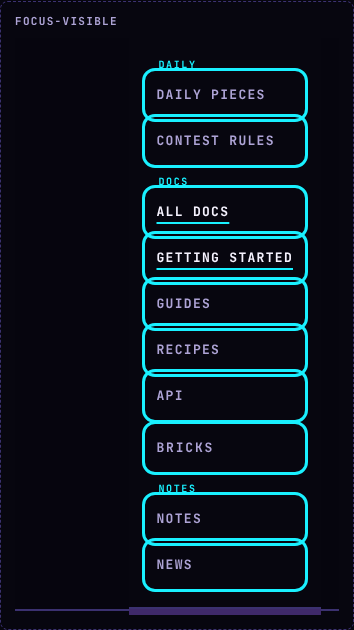 FOCUS-VISIBLE
DAILY
DAILY PIECES
CONTEST RULES
DOCS
ALL DOCS
GETTING STARTED
GUIDES
RECIPES
API
BRICKS
NOTES
NOTES
NEWS